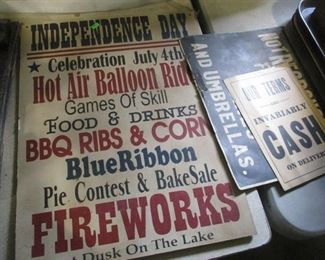 INDEPENDENCE DAY
★ Celebration July 4th
Hot Air Balloon Ride
Games Of Skill
FOOD & DRINKS
BBQ RIBS & CORN
BlueRibbon
Pie Contest & BakeSale
FIREWORKS
At Dusk On The Lake
AND UMBRELLAS.
OUR TERMS
INVARIABLY
CASH
ON DELIVERY